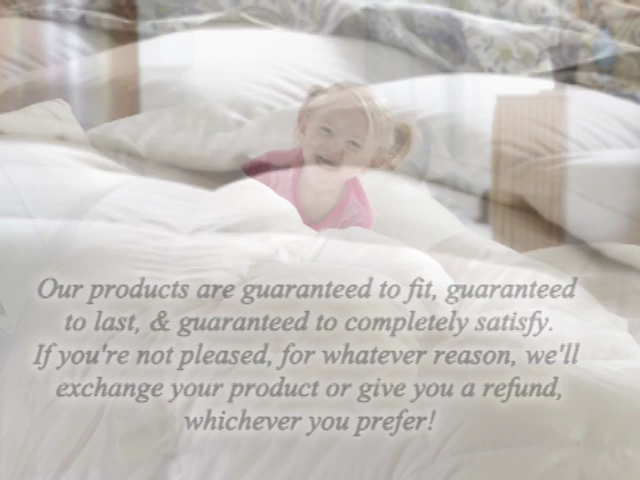 Our products are guaranteed to fit, guaranteed
to last, & guaranteed to completely satisfy.
If you're not pleased, for whatever reason, we'll
exchange your product or give you a refund,
whichever you prefer!